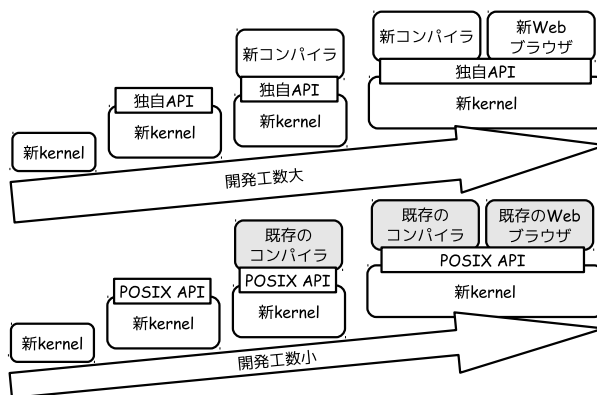 新kernel
独自API
新kernel
新コンパイラ
独自API
新kernel
新コンパイラ
新Web
ブラウザ
独自API
新kernel
開発工数大
新kernel
POSIX API
新kernel
既存の
コンパイラ
POSIX API
新kernel
既存の
コンパイラ
既存のWeb
ブラウザ
POSIX API
新kernel
開発工数小